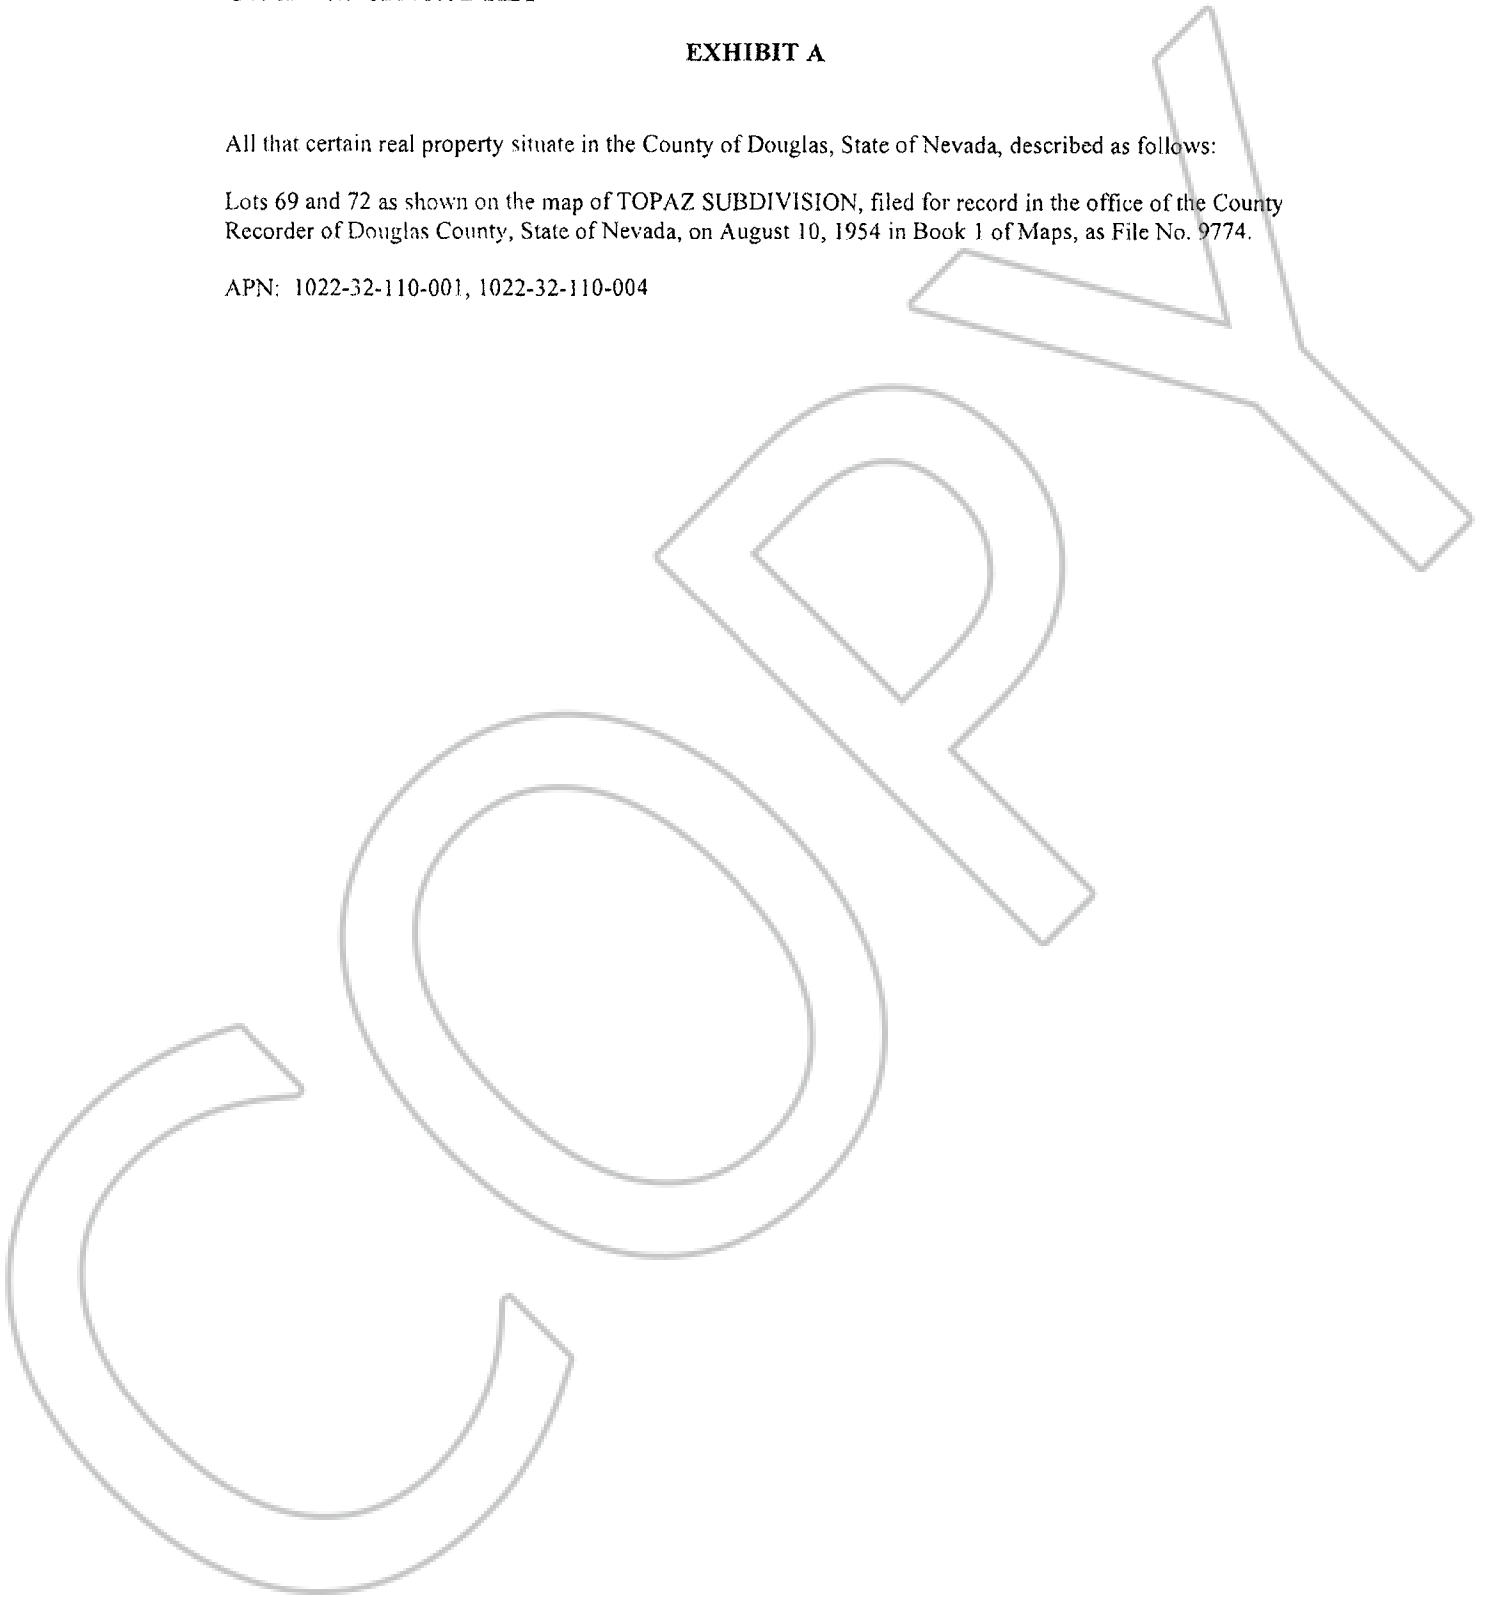 EXHIBIT A
All that certain real property situate in the County of Douglas, State of Nevada, described as follows:
Lots 69 and 72 as shown on the map of TOPAZ SUBDIVISION, filed for record in the office of the County
Recorder of Douglas County, State of Nevada, on August 10, 1954 in Book 1 of Maps, as File No. 9774.
APN: 1022-32-110-001, 1022-32-110-004
COPY